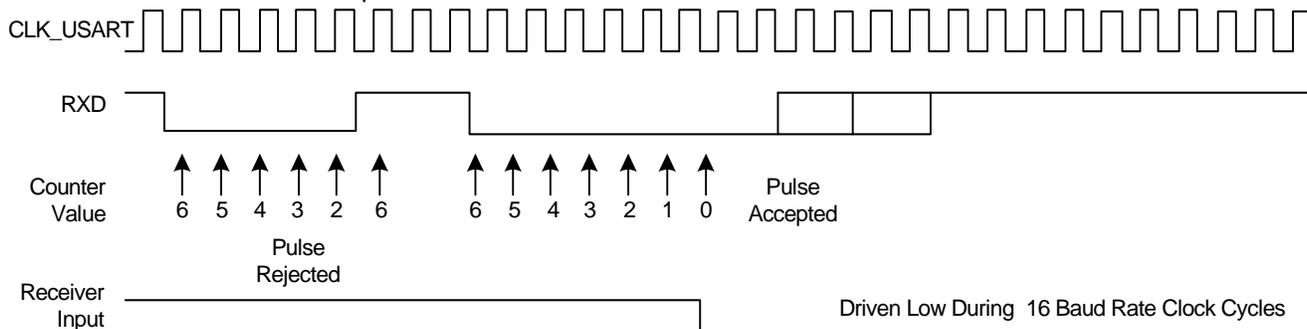 CLK_USART
RXD
Counter
Value
6 5 4 3 2 6 6 5 4 3 2 1 0
Pulse
Accepted
Pulse
Rejected
Receiver
Input
Driven Low During 16 Baud Rate Clock Cycles